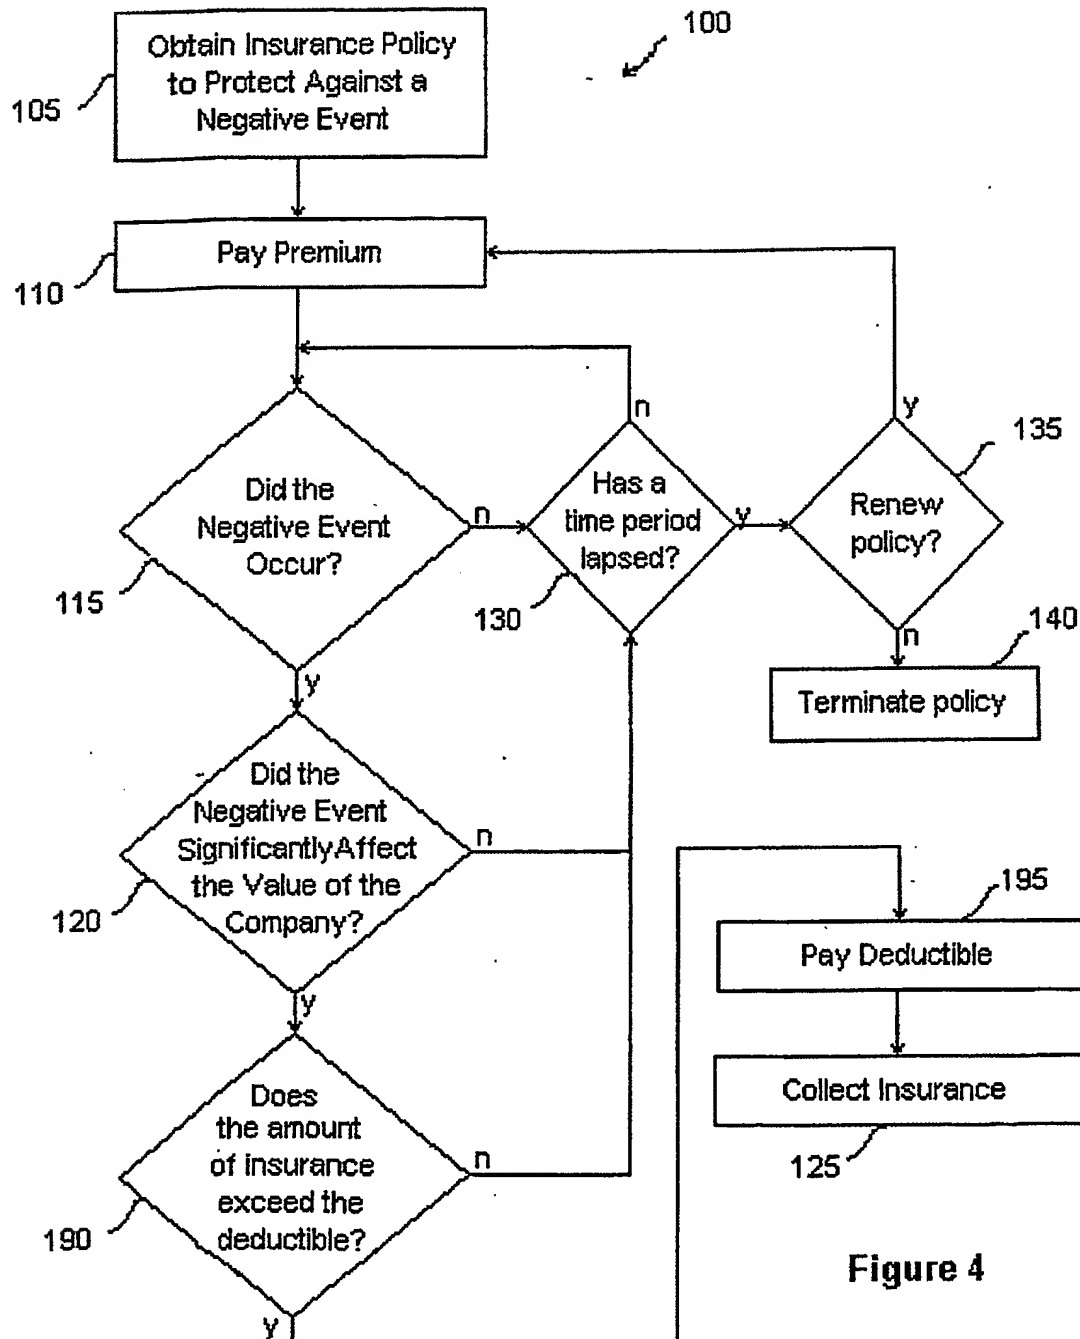 100
Obtain Insurance Policy
to Protect Against a
Negative Event
105
Pay Premium
110
n
y
135
Did the
Negative Event
Occur?
n
115
Has a
time period
lapsed?
y
130
Renew
policy?
n
140
Terminate policy
y
Did the
Negative Event
Significantly Affect
the Value of the
Company?
n
120
y
195
Pay Deductible
Collect Insurance
125
Does
the amount
of insurance
exceed the
deductible?
n
190
y
Figure 4